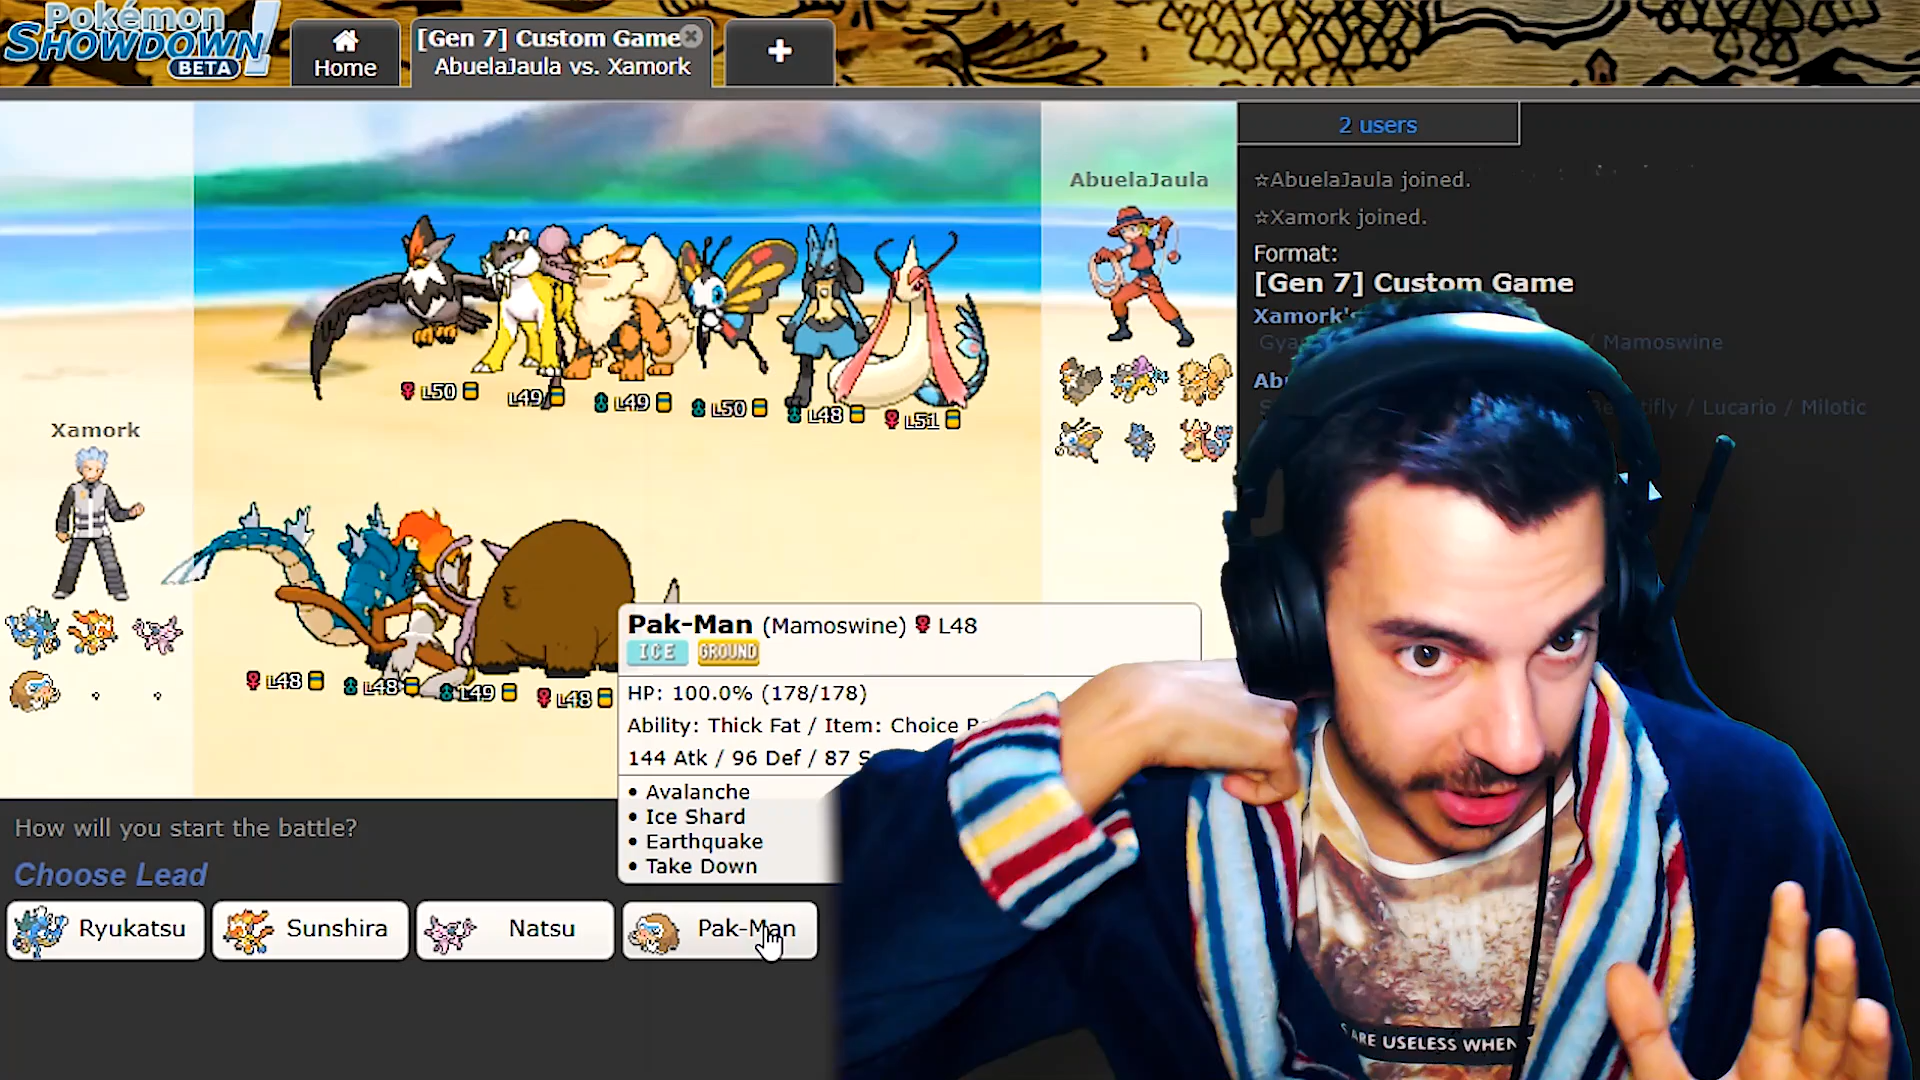 Pokémon
SHOWDOWN!
BETA
Home
[Gen 7] Custom Game
AbuelaJaula vs. Xamork
2 users
☆AbuelaJaula joined.
☆Xamork joined.
Format:
[Gen 7] Custom Game
Xamork's
/ Mamoswine
/ Lucario / Milotic
AbuelaJaula
L50
L49
L49
L50
L48
L51
Xamork
L48
L48
L49
L48
Pak-Man (Mamoswine) L48
ICE GROUND
HP: 100.0% (178/178)
Ability: Thick Fat / Item: Choice
144 Atk / 96 Def / 87
• Avalanche
• Ice Shard
• Earthquake
• Take Down
How will you start the battle?
Choose Lead
Ryukatsu
Sunshira
Natsu
Pak-Man
ARE USELESS WHEN